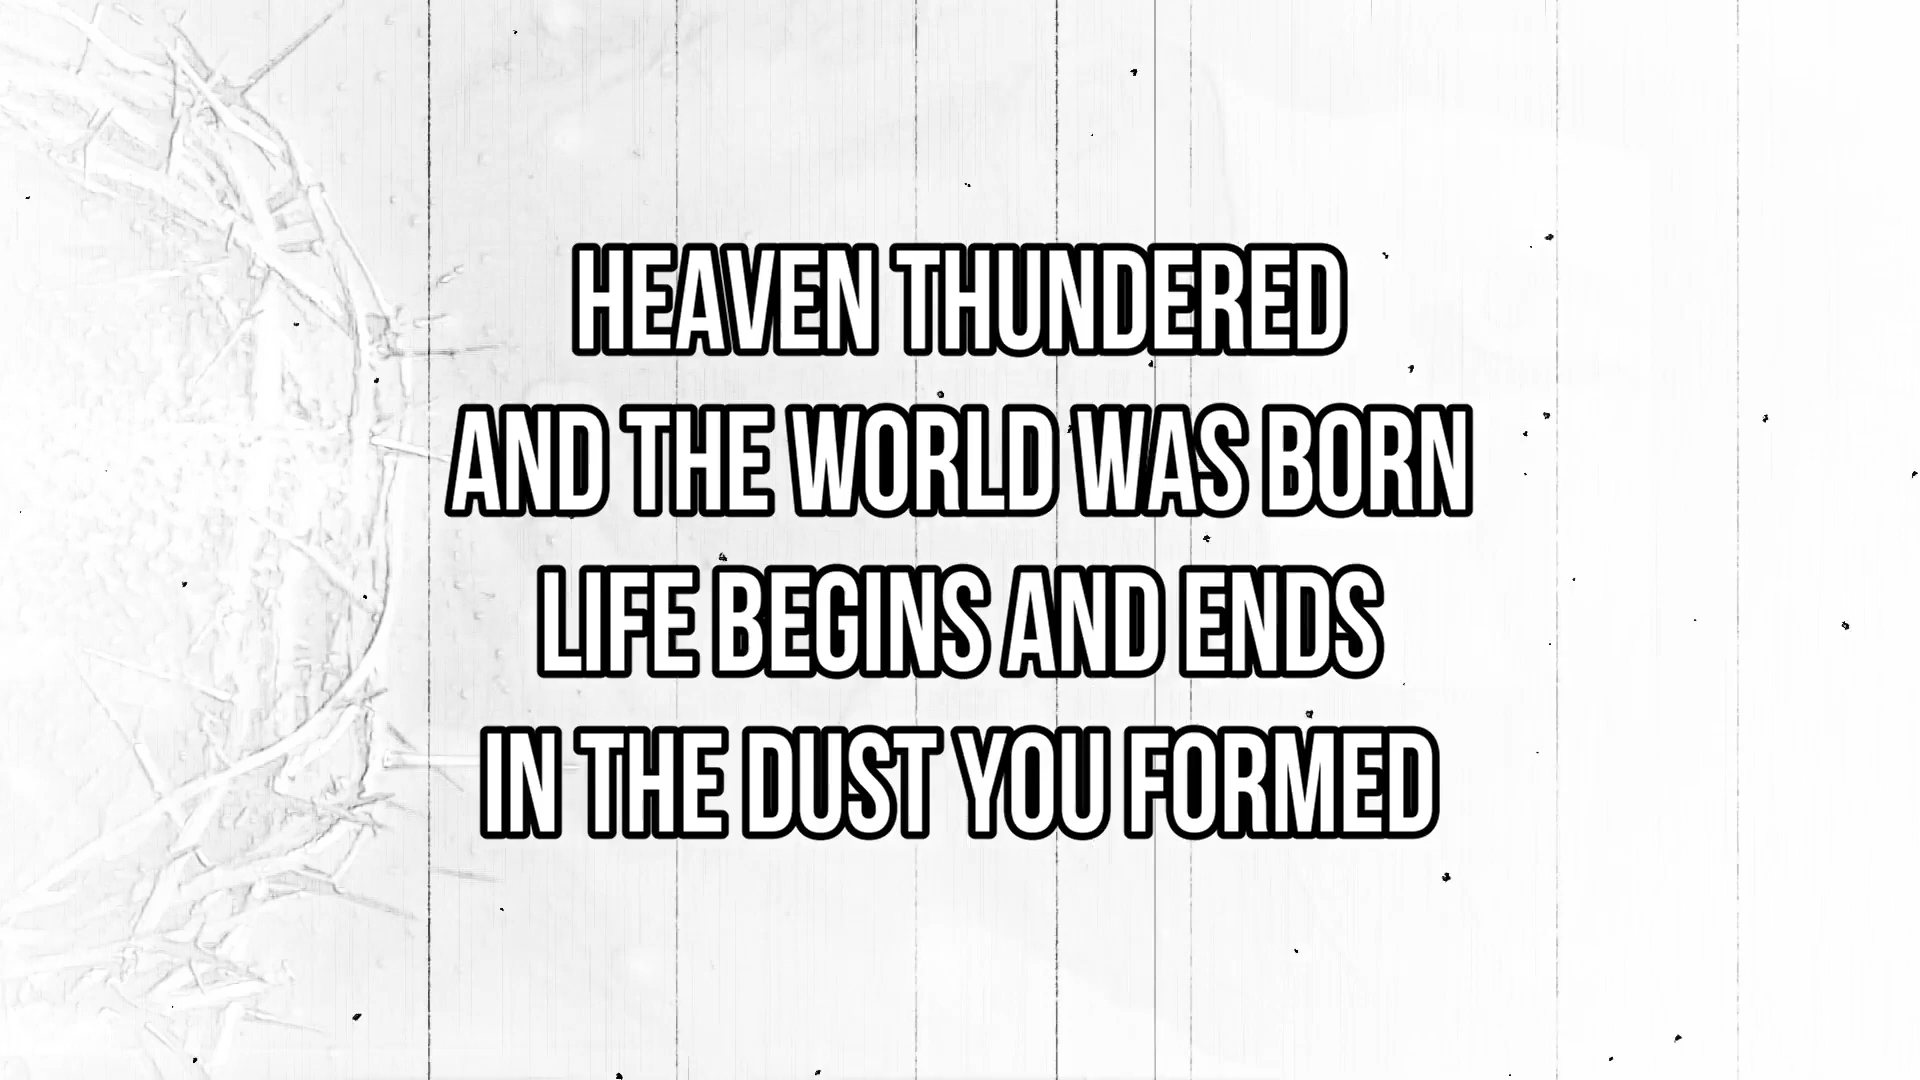 HEAVEN THUNDERED
AND THE WORLD WAS BORN
LIFE BEGINS AND ENDS
IN THE DUST YOU FORMED